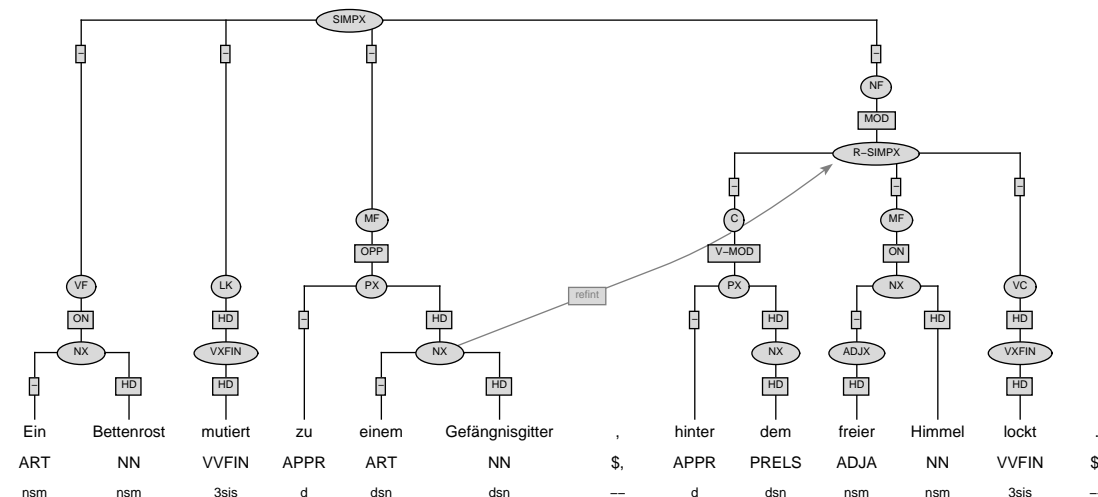 SIMPX
– – – –
NF
MOD
R–SIMPX
– – –
MF C MF
OPP V–MOD ON
VF LK PX PX NX VC
refint
ON HD – HD – HD – HD HD
NX VXFIN NX NX ADJX VXFIN
– HD HD – HD HD HD HD
Ein Bettenrost mutiert zu einem Gefängnisgitter , hinter dem freier Himmel lockt .
ART NN VVFIN APPR ART NN $, APPR PRELS ADJA NN VVFIN $
nsm nsm 3sis d dsn dsn –– d dsn nsm nsm 3sis –